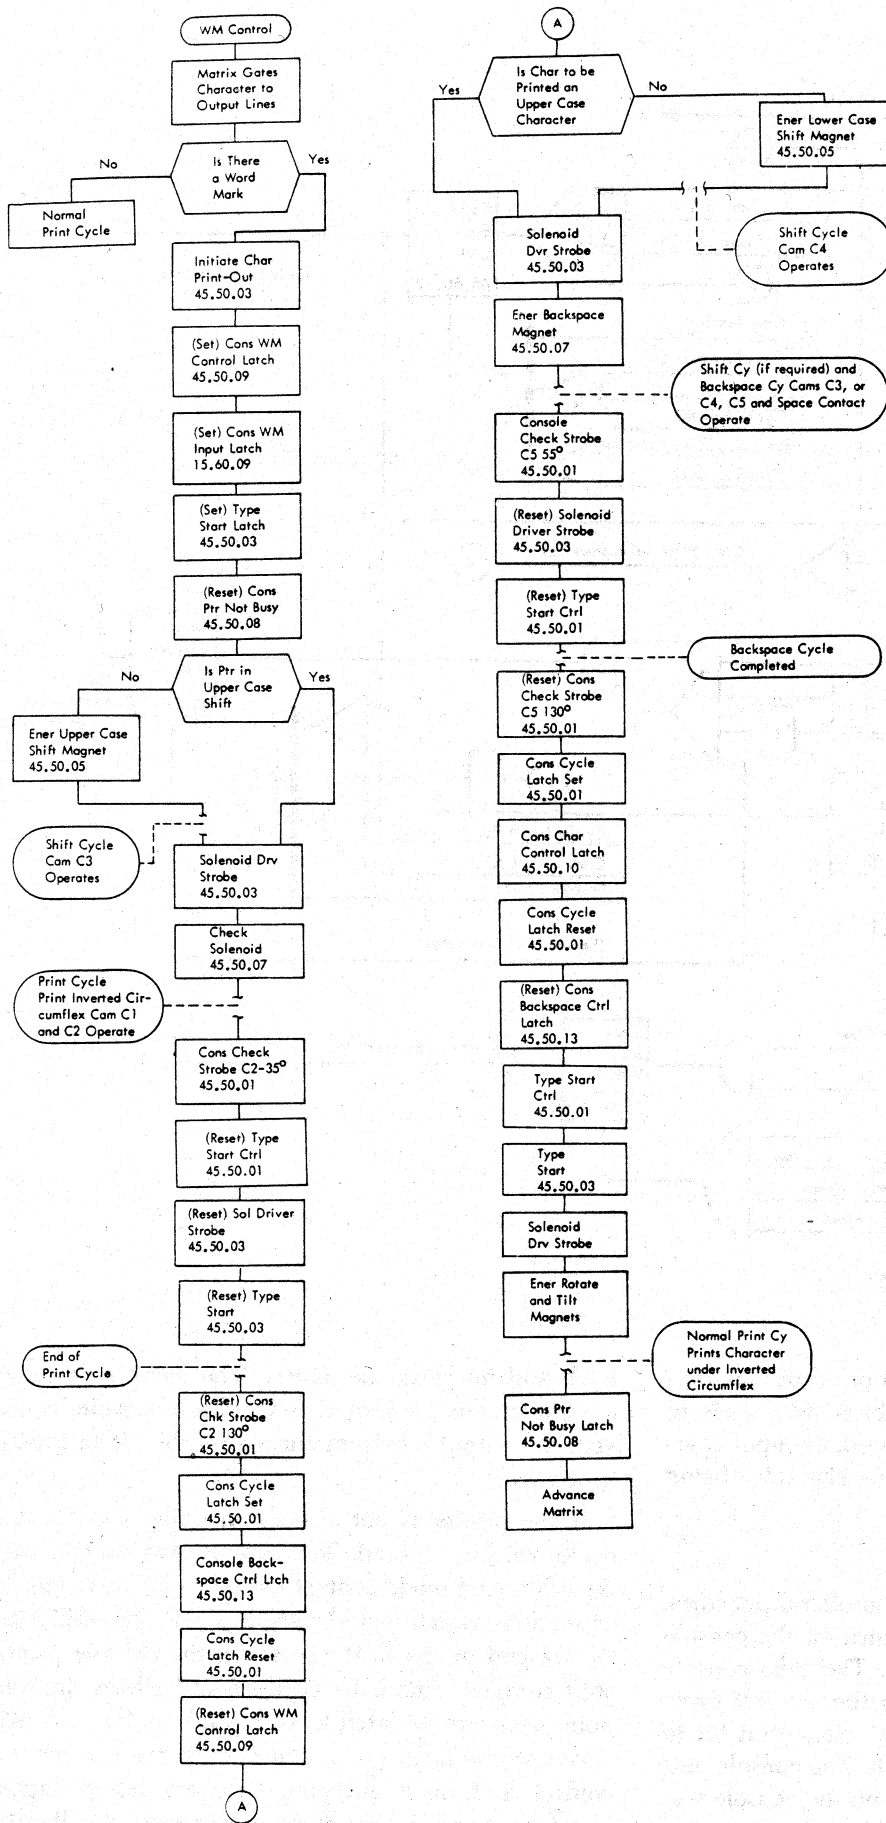 WM Control
Matrix Gates
Character to
Output Lines
Is There
a Word
Mark
No
Yes
Normal
Print Cycle
Initiate Char
Print-Out
45.50.03
(Set) Cons WM
Control Latch
45.50.09
(Set) Cons WM
Input Latch
15.60.09
(Set) Type
Start Latch
45.50.03
(Reset) Cons
Ptr Not Busy
45.50.08
Is Ptr in
Upper Case
Shift
No
Yes
Ener Upper Case
Shift Magnet
45.50.05
Shift Cycle
Cam C3
Operates
Solenoid Drv
Strobe
45.50.03
Check
Solenoid
45.50.07
Print Cycle
Print Inverted Cir-
cumflex Cam C1
and C2 Operate
Cons Check
Strobe C2-35°
45.50.01
(Reset) Type
Start Ctrl
45.50.01
(Reset) Sol Driver
Strobe
45.50.03
(Reset) Type
Start
45.50.03
End of
Print Cycle
(Reset) Cons
Chk Strobe
C2 130°
45.50.01
Cons Cycle
Latch Set
45.50.01
Console Back-
space Ctrl Ltch
45.50.13
Cons Cycle
Latch Reset
45.50.01
(Reset) Cons WM
Control Latch
45.50.09
A
A
Is Char to be
Printed an
Upper Case
Character
Yes
No
Ener Lower Case
Shift Magnet
45.50.05
Shift Cycle
Cam C4
Operates
Solenoid
Dvr Strobe
45.50.03
Ener Backspace
Magnet
45.50.07
Shift Cy (if required) and
Backspace Cy Cams C3, or
C4, C5 and Space Contact
Operate
Console
Check Strobe
C5 55°
45.50.01
(Reset) Solenoid
Driver Strobe
45.50.03
(Reset) Type
Start Ctrl
45.50.01
Backspace Cycle
Completed
(Reset) Cons
Check Strobe
C5 130°
45.50.01
Cons Cycle
Latch Set
45.50.01
Cons Char
Control Latch
45.50.10
Cons Cycle
Latch Reset
45.50.01
(Reset) Cons
Backspace Ctrl
Latch
45.50.13
Type Start
Ctrl
45.50.01
Type
Start
45.50.03
Solenoid
Drv Strobe
Ener Rotate
and Tilt
Magnets
Normal Print Cy
Prints Character
under Inverted
Circumflex
Cons Ptr
Not Busy Latch
45.50.08
Advance
Matrix